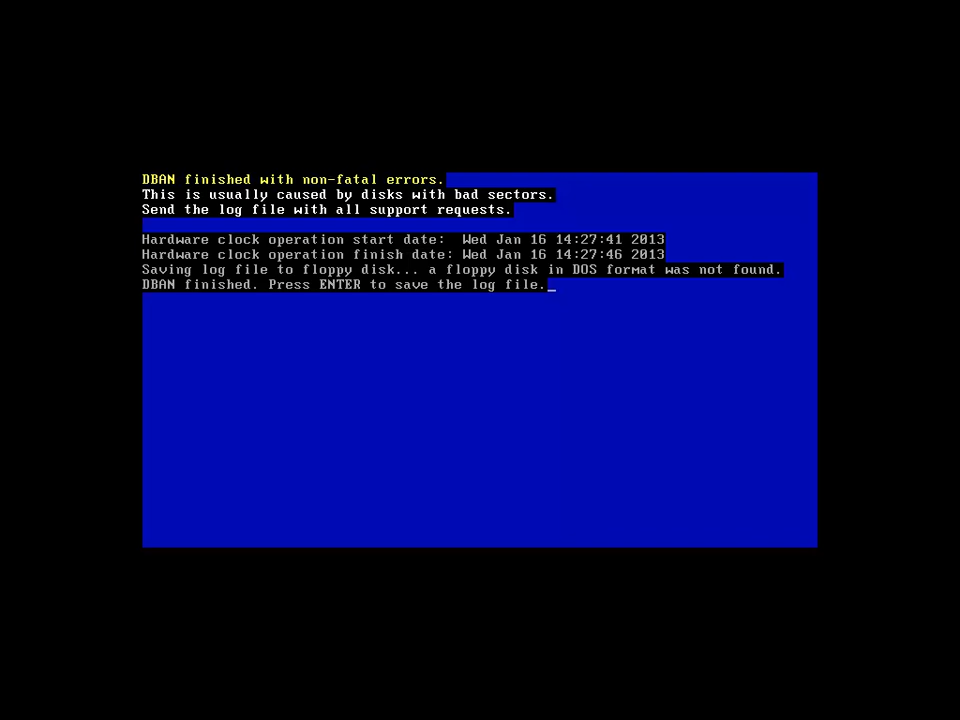 DBAN finished with non-fatal errors.
This is usually caused by disks with bad sectors.
Send the log file with all support requests.
Hardware clock operation start date:  Wed Jan 16 14:27:41 2013
Hardware clock operation finish date: Wed Jan 16 14:27:46 2013
Saving log file to floppy disk... a floppy disk in DOS format was not found.
DBAN finished. Press ENTER to save the log file._